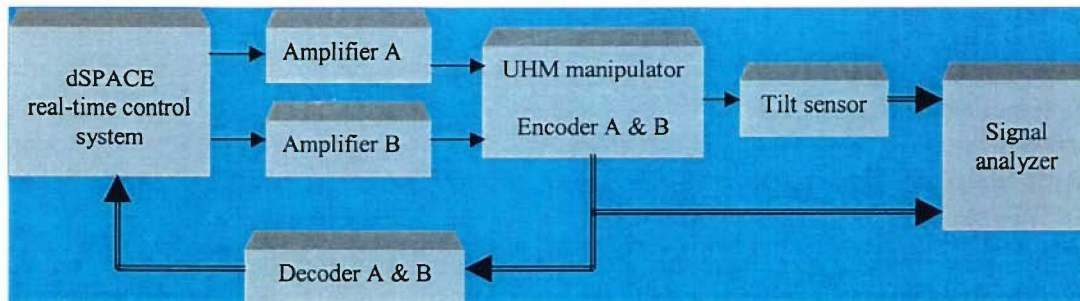 dSPACE
real-time control
system
Amplifier A
Amplifier B
UHM manipulator
Encoder A & B
Tilt sensor
Signal
analyzer
Decoder A & B